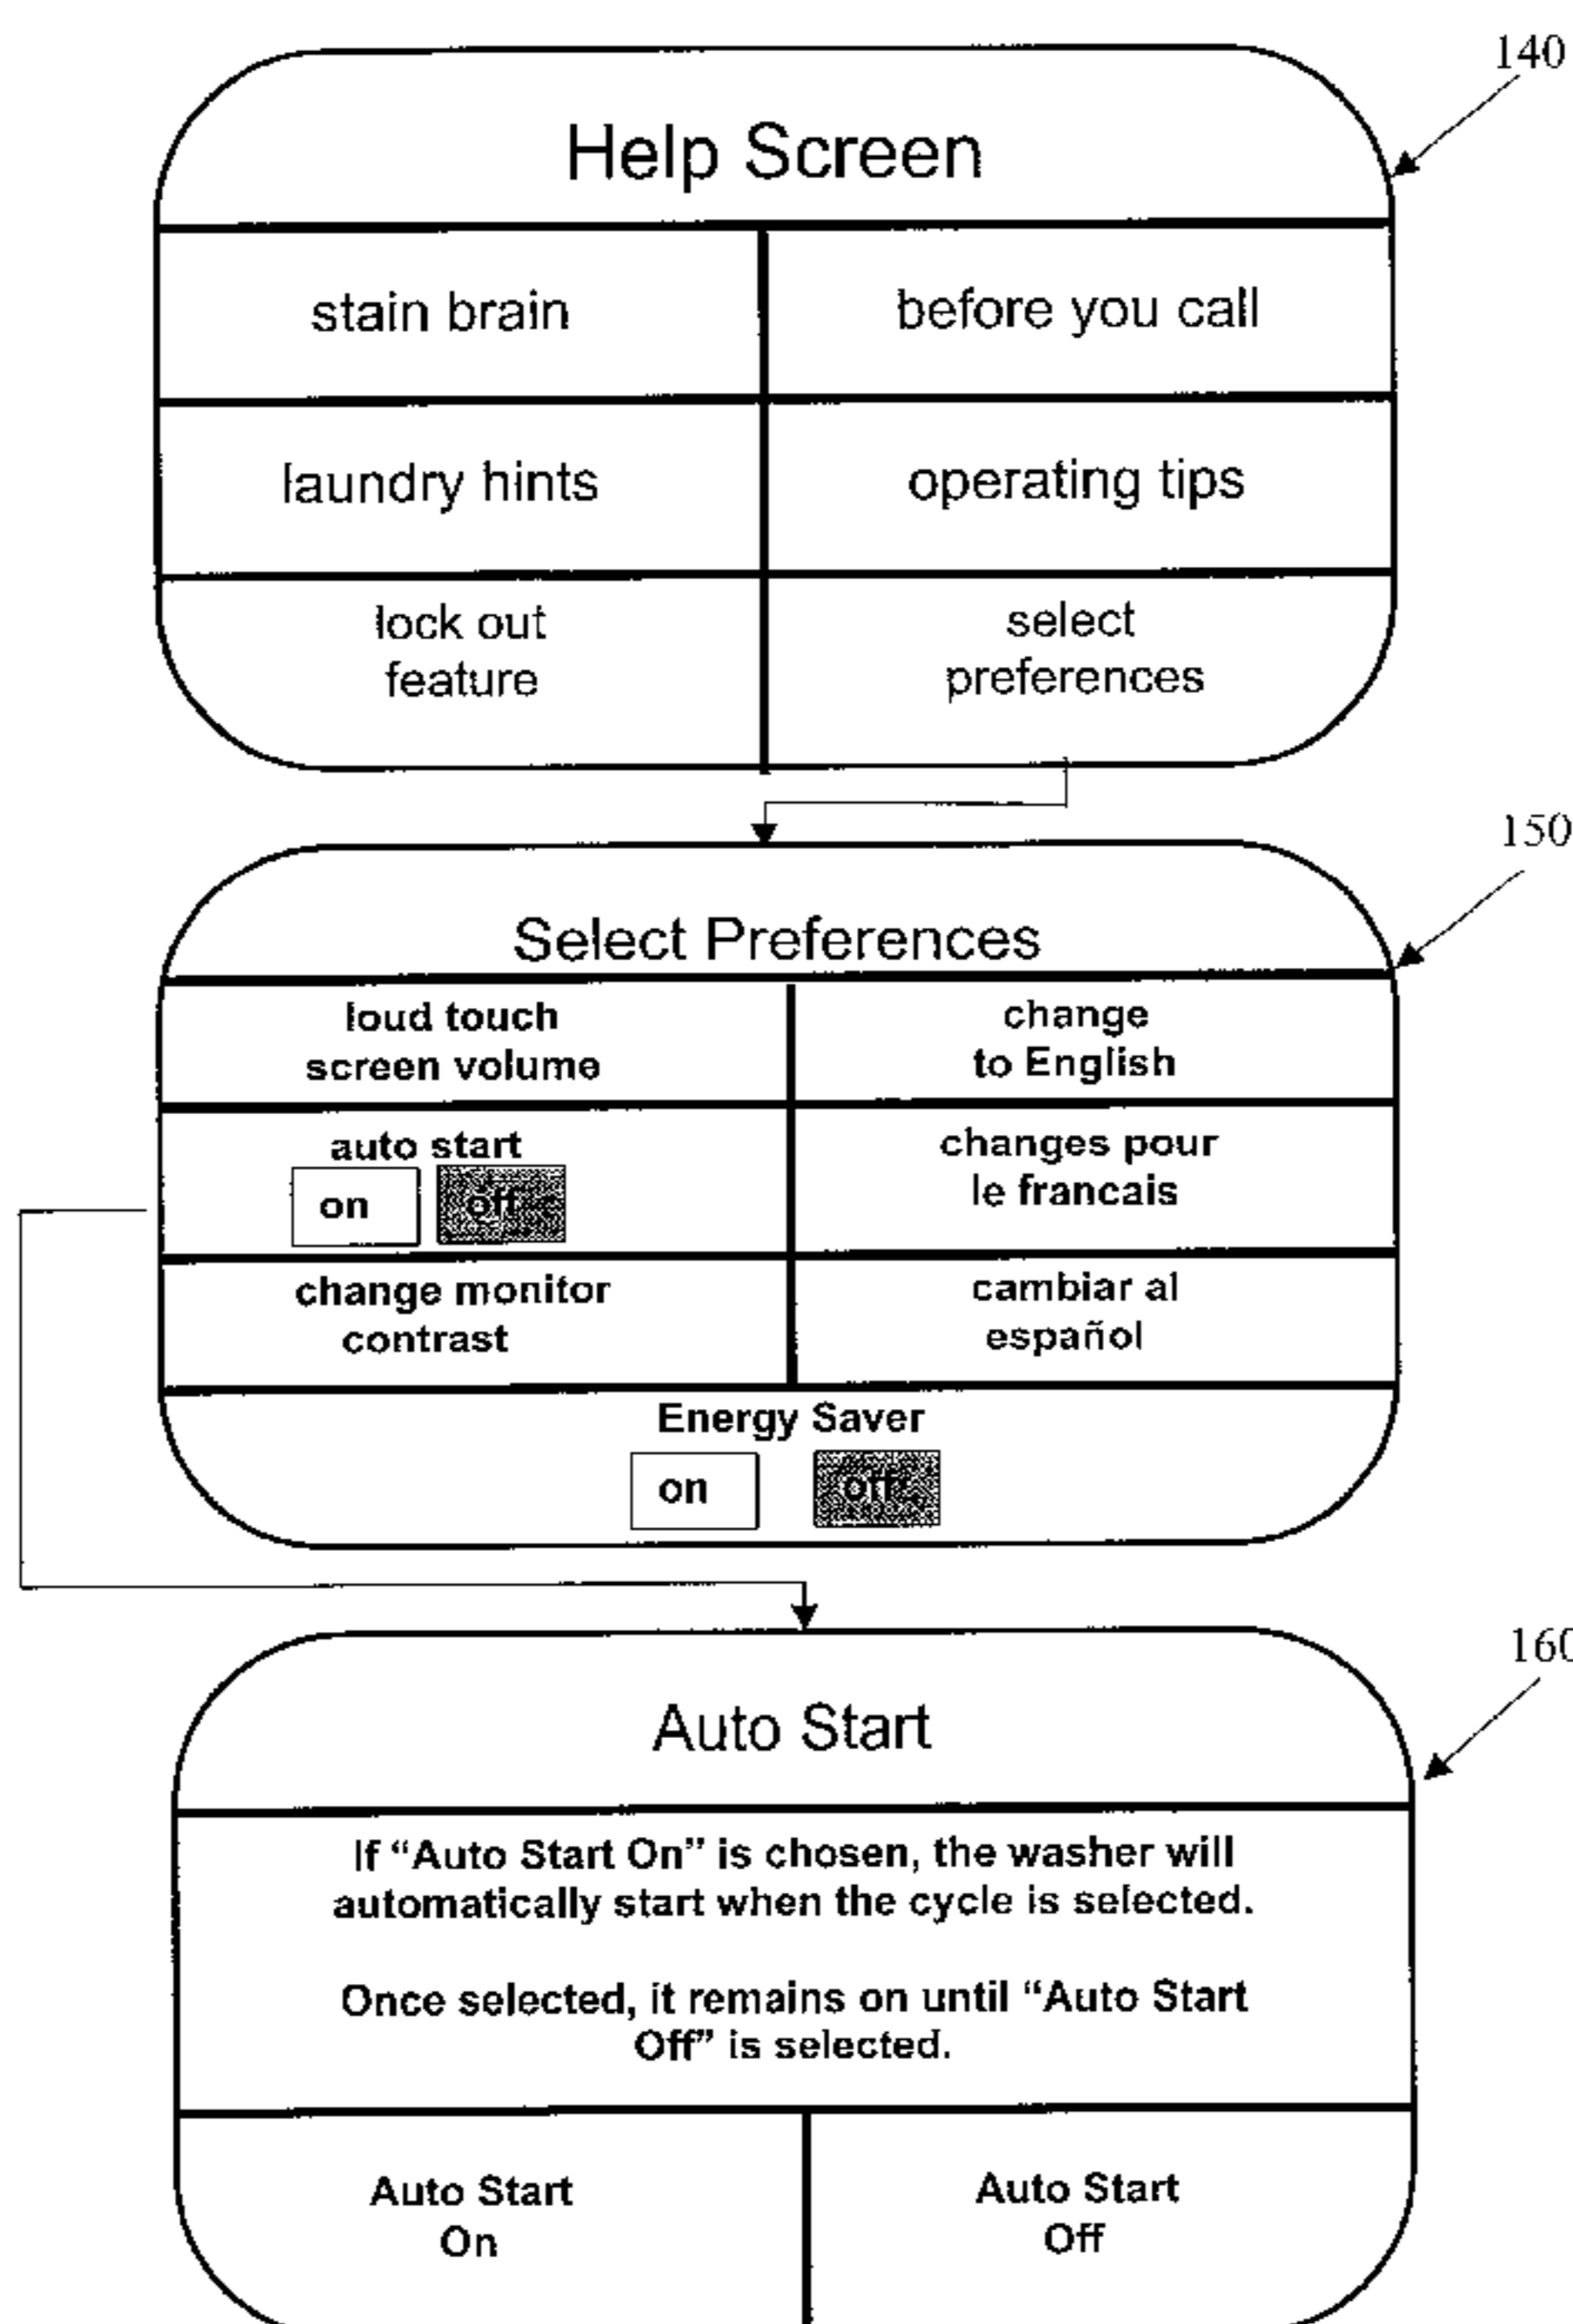 140
Help Screen
stain brain
before you call
laundry hints
operating tips
lock out
feature
select
preferences
150
Select Preferences
loud touch
screen volume
change
to English
auto start
on
off
changes pour
le francais
change monitor
contrast
cambiar al
español
Energy Saver
on
off
160
Auto Start
If “Auto Start On” is chosen, the washer will
automatically start when the cycle is selected.
Once selected, it remains on until “Auto Start
Off” is selected.
Auto Start
On
Auto Start
Off